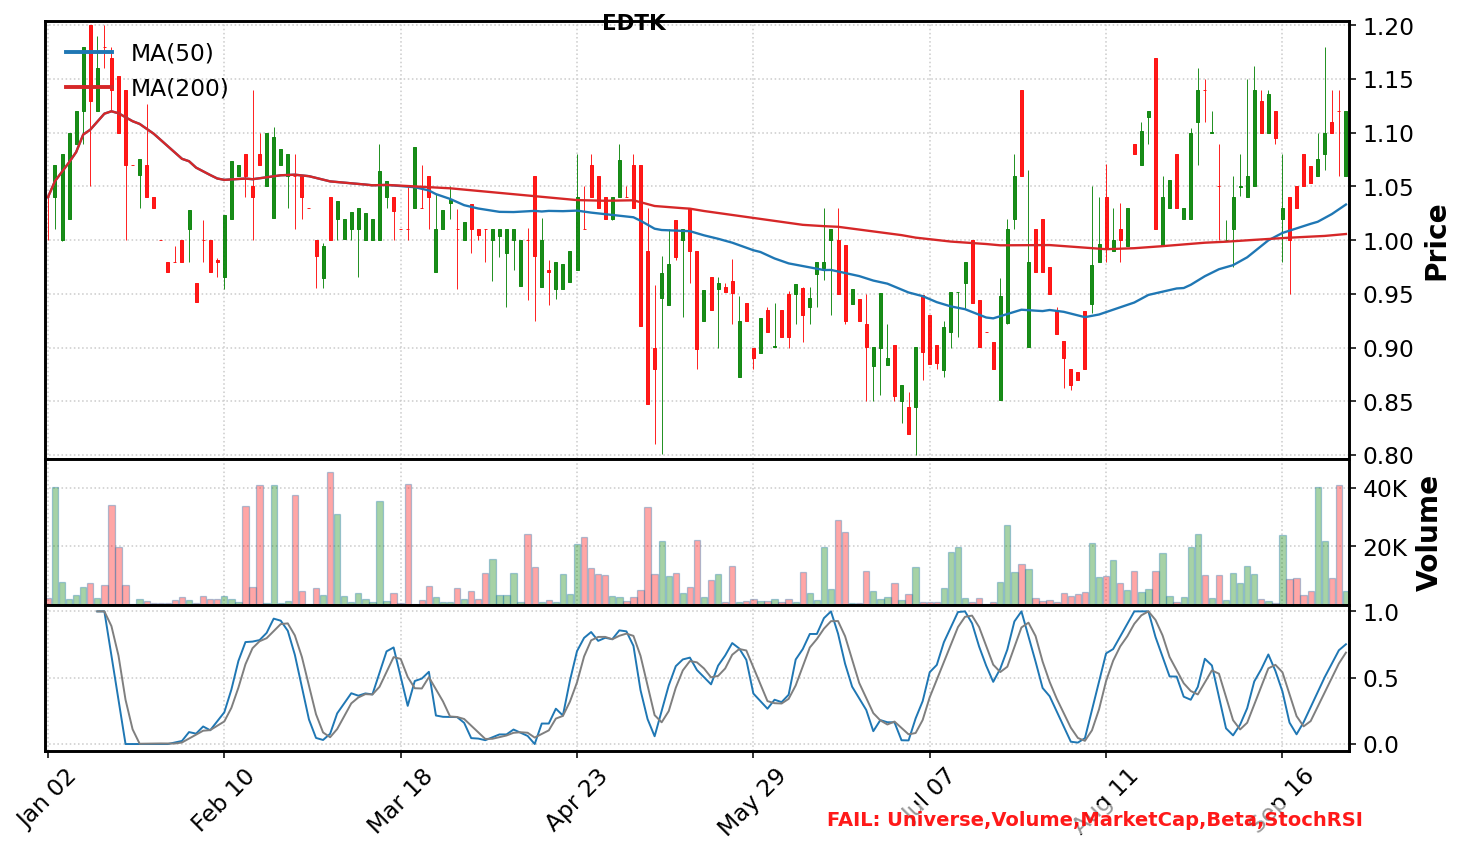 EDTK
MA(50)
MA(200)
1.20
1.15
1.10
1.05
1.00
0.95
0.90
0.85
0.80
Price
40K
20K
Volume
1.0
0.5
0.0
Jan 02
Feb 10
Mar 18
Apr 23
May 29
Jul 07
Aug 11
Sep 16
FAIL: Universe,Volume,MarketCap,Beta,StochRSI